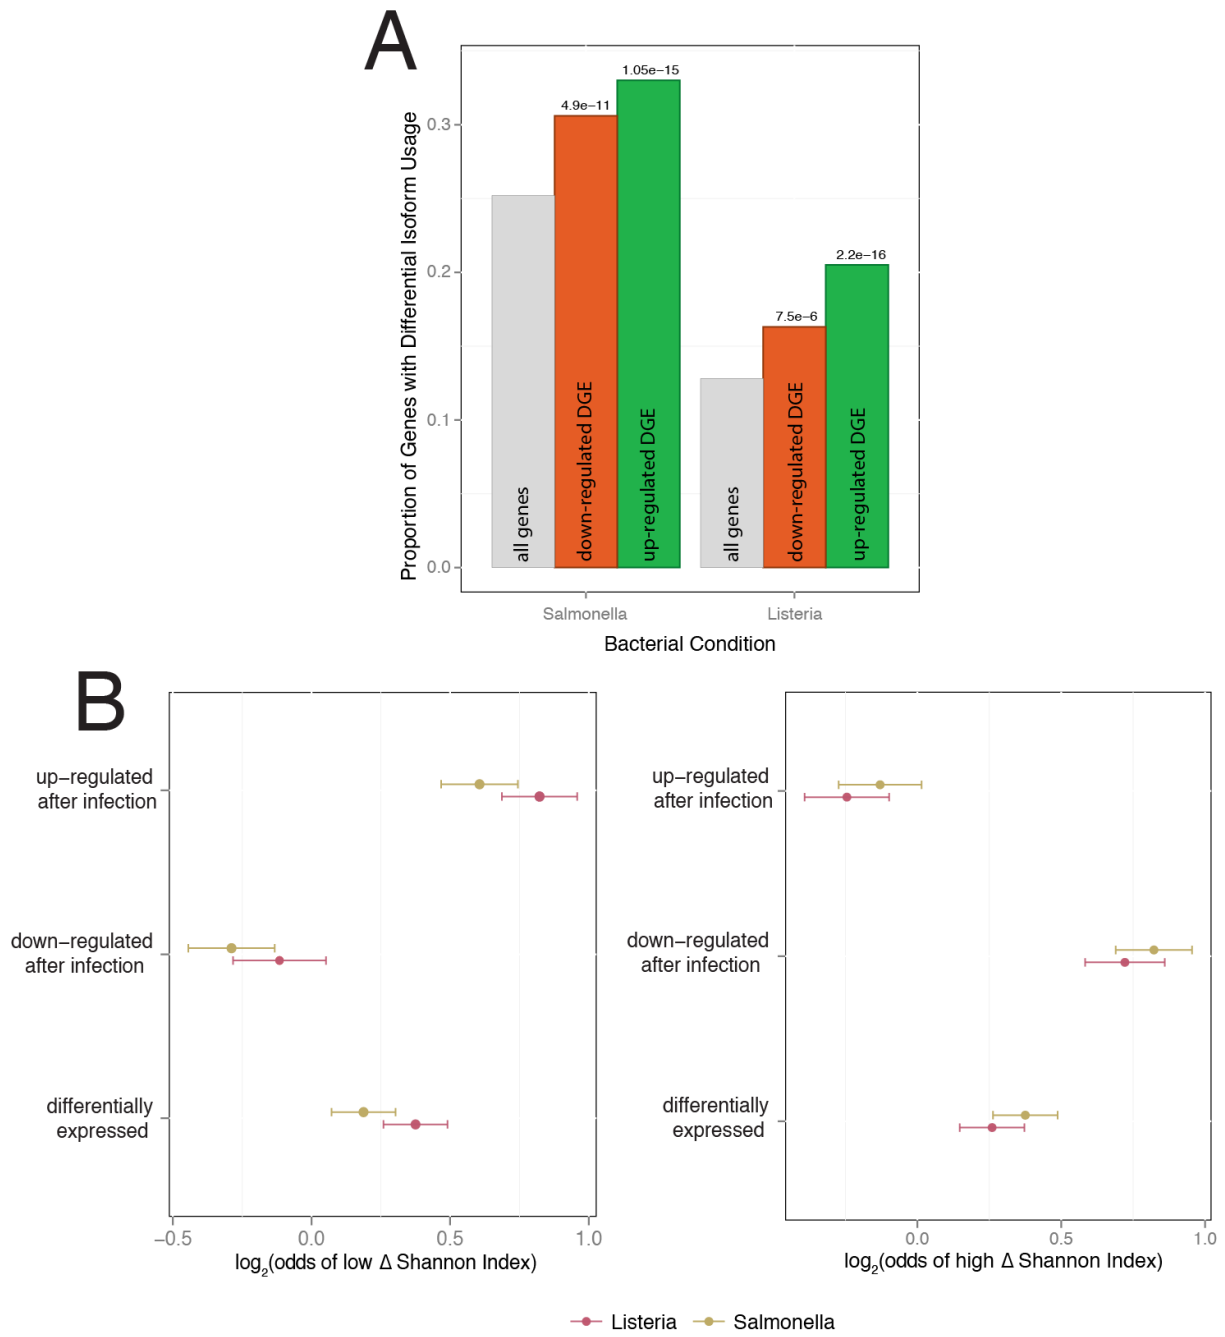 A
Proportion of Genes with Differential Isoform Usage
0.3
0.2
0.1
0.0
4.9e−11
1.05e−15
7.5e−6
2.2e−16
all genes
down-regulated DGE
up-regulated DGE
all genes
down-regulated DGE
up-regulated DGE
Salmonella
Listeria
Bacterial Condition
B
up−regulated
after infection
down−regulated
after infection
differentially
expressed
−0.5
0.0
0.5
1.0
log2(odds of low Δ Shannon Index)
up−regulated
after infection
down−regulated
after infection
differentially
expressed
0.0
0.5
1.0
log2(odds of high Δ Shannon Index)
Listeria
Salmonella